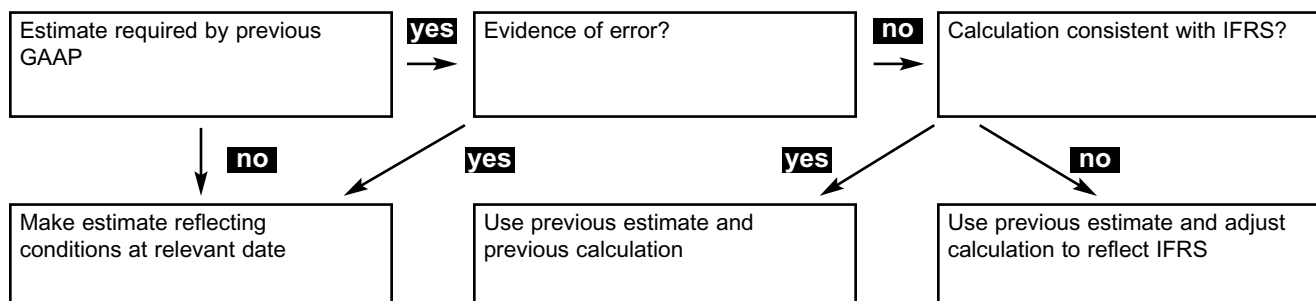 Estimate required by previous
GAAP
yes
Evidence of error?
no
Calculation consistent with IFRS?
no
yes
yes
no
Make estimate reflecting
conditions at relevant date
Use previous estimate and
previous calculation
Use previous estimate and adjust
calculation to reflect IFRS